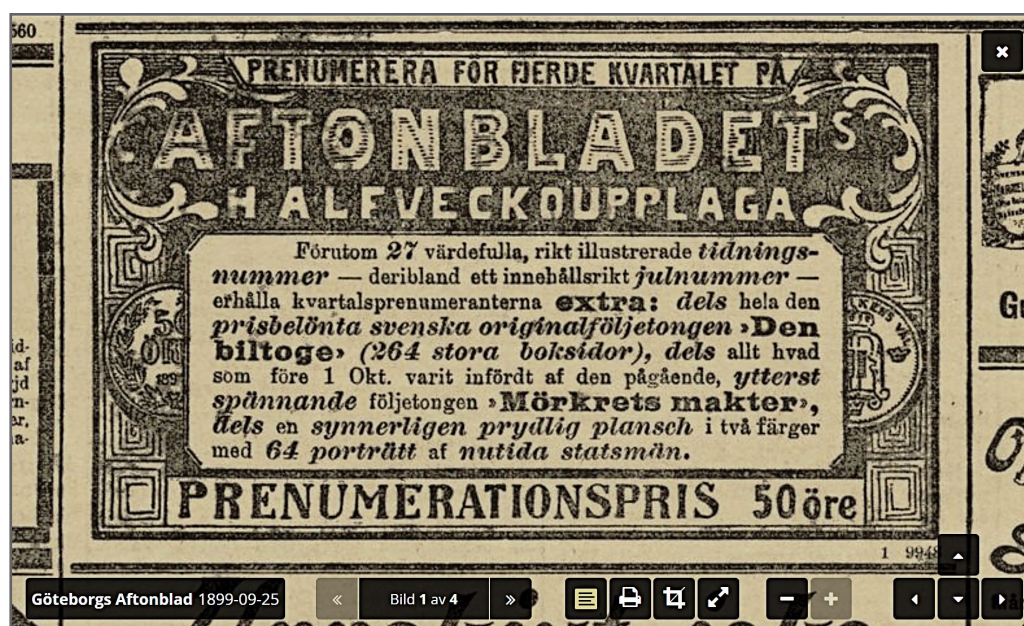 560
PRENUMERERA FÖR FJERDE KVARTALET PÅ
AFTONBLADETS
HALFVECKOUPPLAGA
Förutom 27 värdefulla, rikt illustrerade tidnings-
nummer — deribland ett innehållsrikt julnummer —
erhålla kvartalsprenumeranterna extra: dels hela den
prisbelönta svenska originalföljetongen »Den
biltoge» (264 stora boksidor), dels allt hvad
som före 1 Okt. varit infördt af den pågående, ytterst
spännande följetongen »Mörkrets makter»,
dels en synnerligen prydlig plansch i två färger
med 64 porträtt af nutida statsmän.
PRENUMERATIONSPRIS 50 öre
1 9948
Göteborgs Aftonblad 1899-09-25
Bild 1 av 4